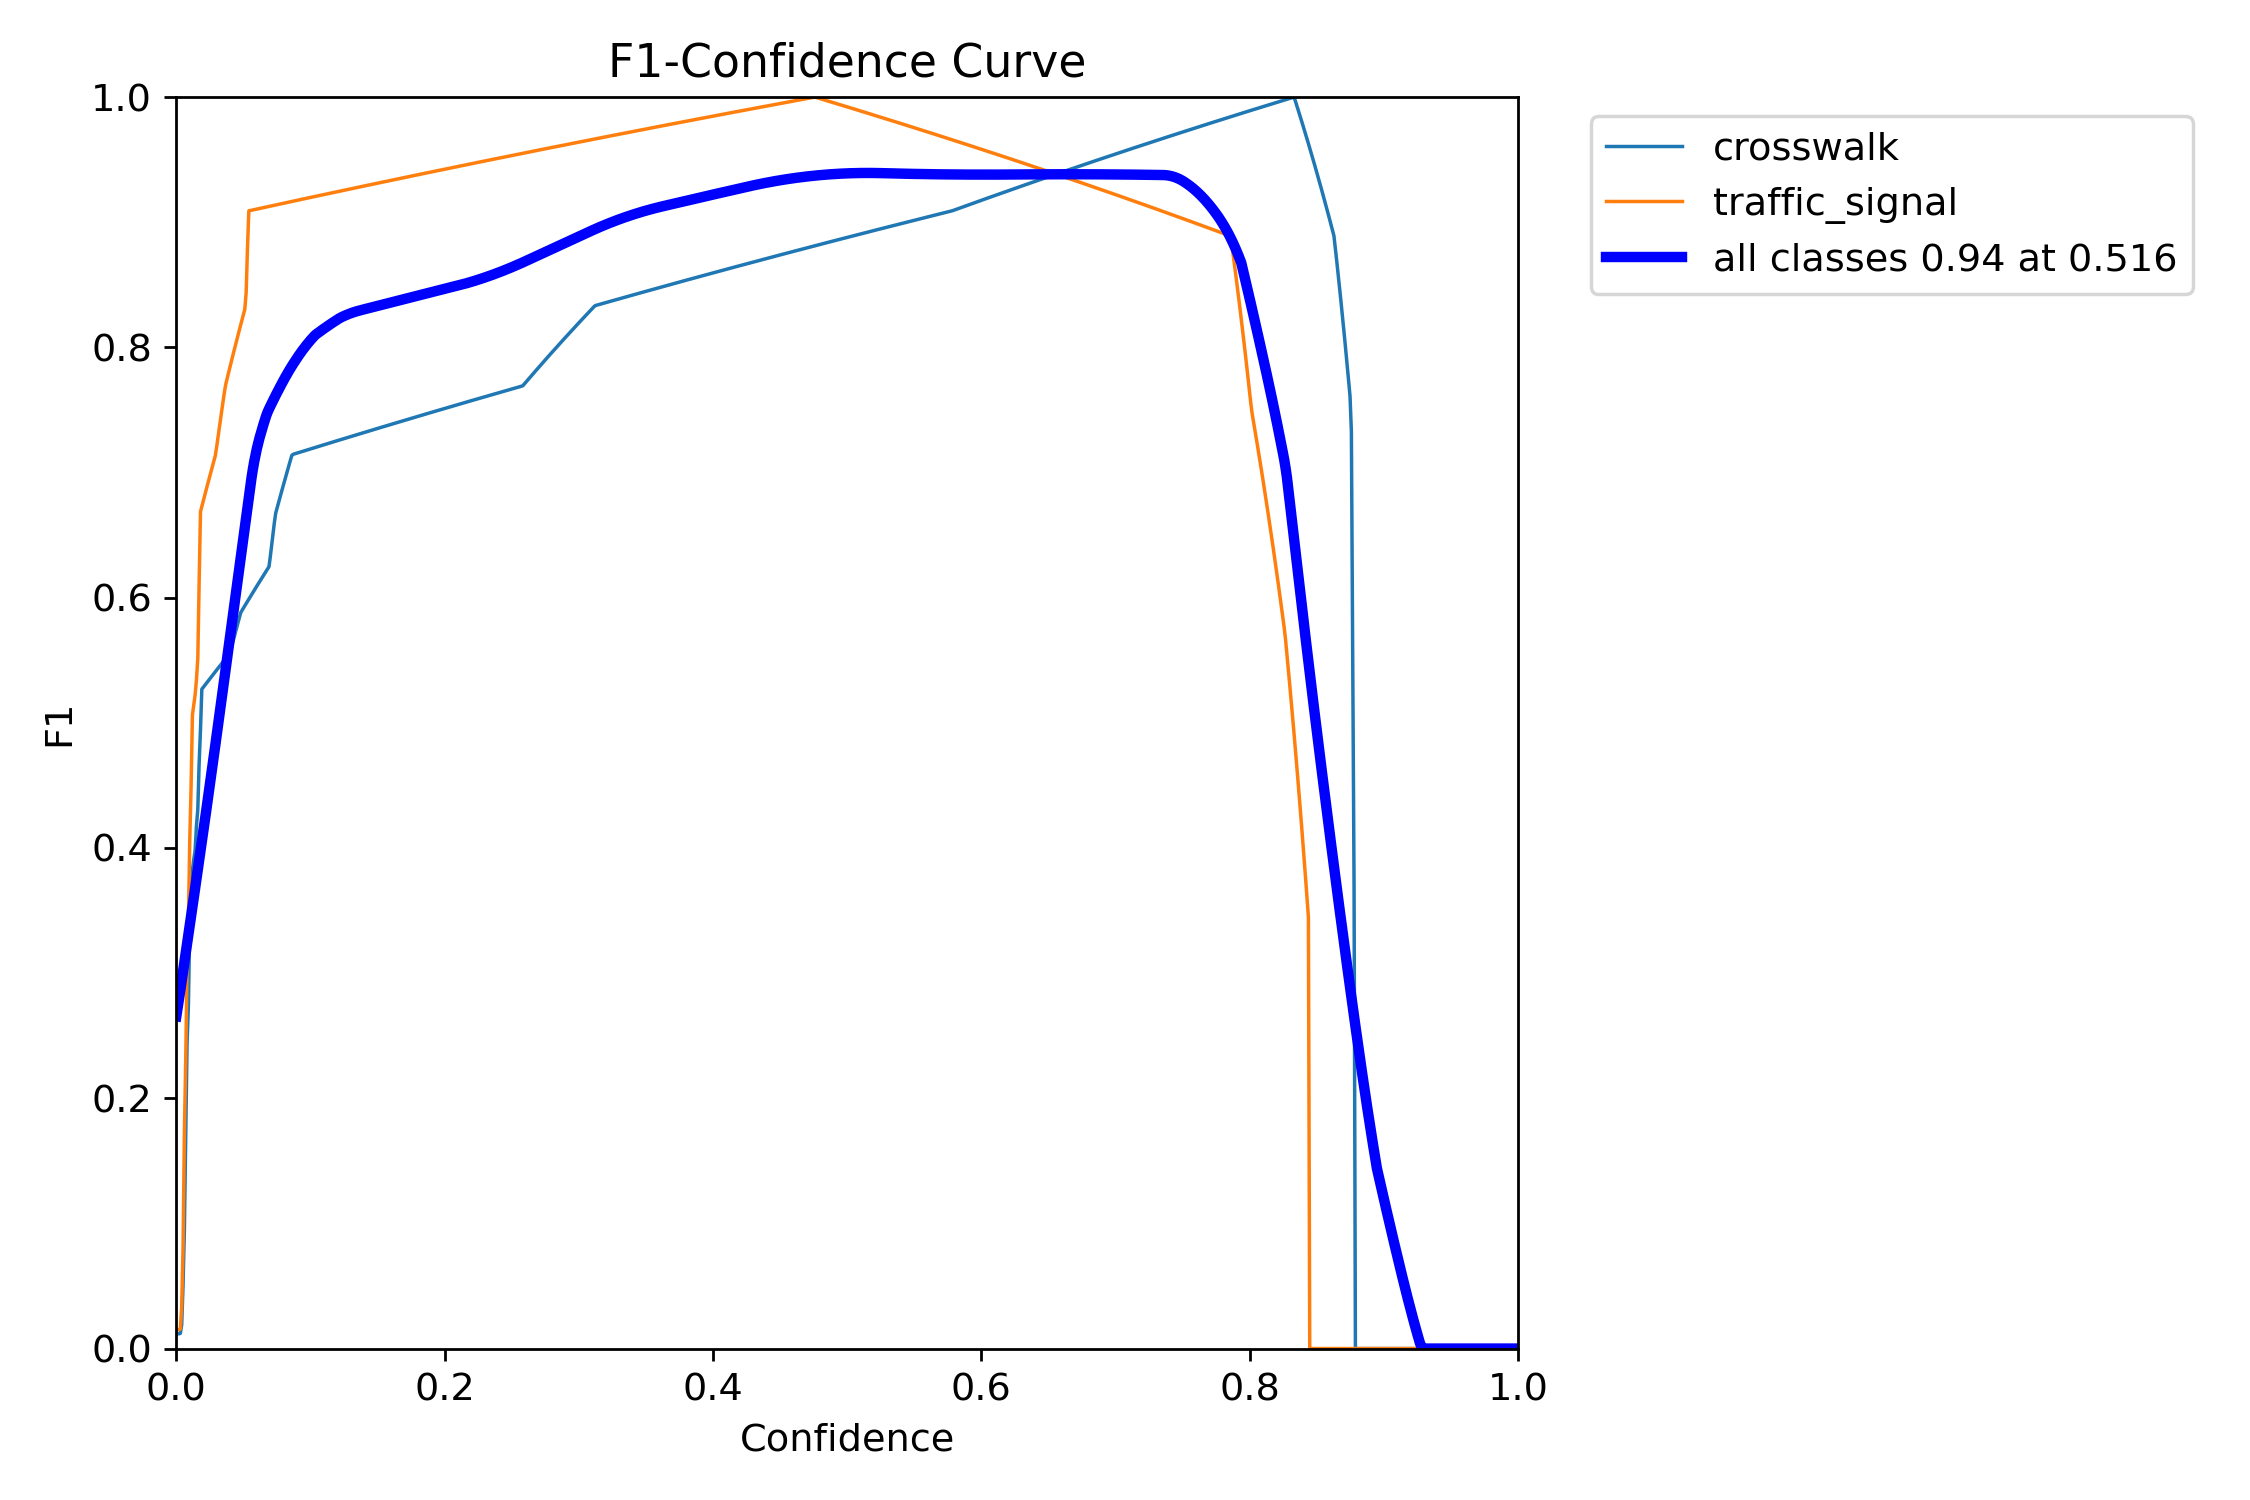 F1-Confidence Curve
1.0
0.8
0.6
0.4
0.2
0.0
F1
0.0 0.2 0.4 0.6 0.8 1.0
Confidence
crosswalk
traffic_signal
all classes 0.94 at 0.516